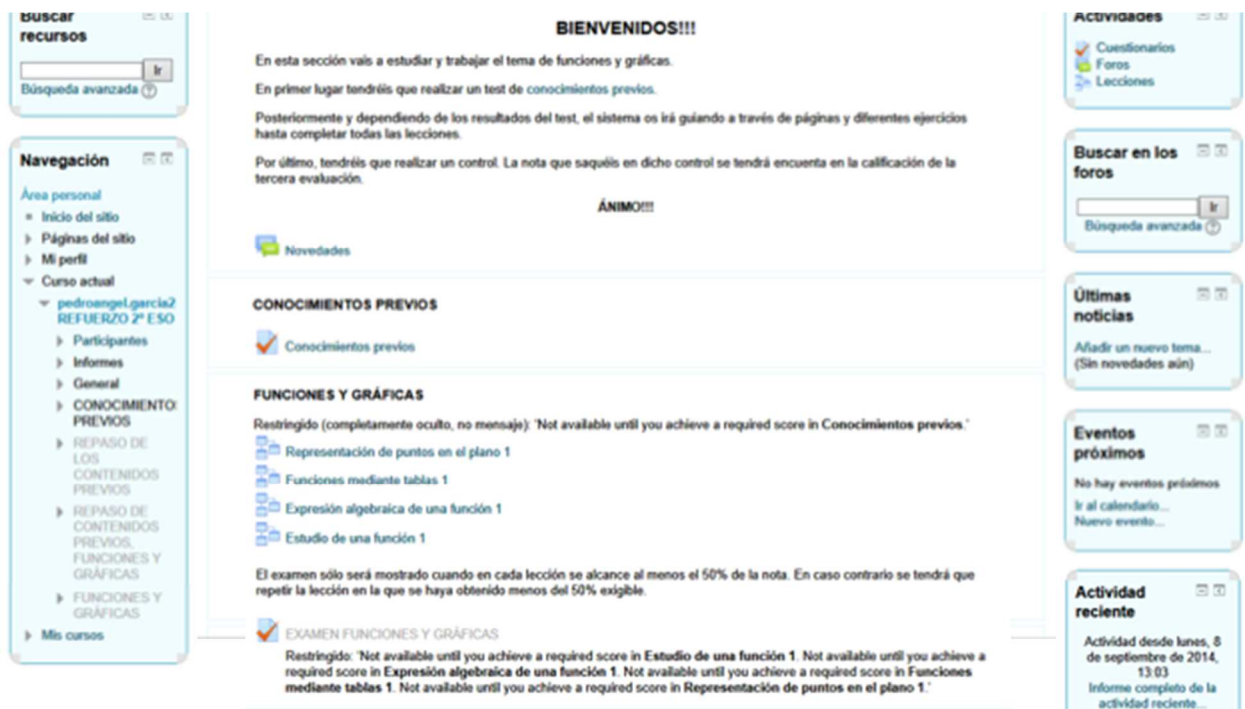 Buscar
recursos
Ir
Búsqueda avanzada
Navegación
Área personal
Inicio del sitio
Páginas del sitio
Mi perfil
Curso actual
pedroangel.garcia2
REFUERZO 2º ESO
Participantes
Informes
General
CONOCIMIENTO
PREVIOS
REPASO DE
LOS
CONTENIDOS
PREVIOS
REPASO DE
CONTENIDOS
PREVIOS,
FUNCIONES Y
GRÁFICAS
FUNCIONES Y
GRÁFICAS
Mis cursos
BIENVENIDOS!!!
En esta sección vais a estudiar y trabajar el tema de funciones y gráficas.
En primer lugar tendréis que realizar un test de conocimientos previos.
Posteriormente y dependiendo de los resultados del test, el sistema os irá guiando a través de páginas y diferentes ejercicios
hasta completar todas las lecciones.
Por último, tendréis que realizar un control. La nota que saquéis en dicho control se tendrá encuenta en la calificación de la
tercera evaluación.
ÁNIMO!!!
Novedades
CONOCIMIENTOS PREVIOS
Conocimientos previos
FUNCIONES Y GRÁFICAS
Restringido (completamente oculto, no mensaje): 'Not available until you achieve a required score in Conocimientos previos.'
Representación de puntos en el plano 1
Funciones mediante tablas 1
Expresión algebraica de una función 1
Estudio de una función 1
El examen sólo será mostrado cuando en cada lección se alcance al menos el 50% de la nota. En caso contrario se tendrá que
repetir la lección en la que se haya obtenido menos del 50% exigible.
EXAMEN FUNCIONES Y GRÁFICAS
Restringido: 'Not available until you achieve a required score in Estudio de una función 1. Not available until you achieve a
required score in Expresión algebraica de una función 1. Not available until you achieve a required score in Funciones
mediante tablas 1. Not available until you achieve a required score in Representación de puntos en el plano 1.'
Actividades
Cuestionarios
Foros
Lecciones
Buscar en los
foros
Ir
Búsqueda avanzada
Últimas
noticias
Añadir un nuevo tema...
(Sin novedades aún)
Eventos
próximos
No hay eventos próximos
Ir al calendario...
Nuevo evento...
Actividad
reciente
Actividad desde lunes, 8
de septiembre de 2014,
13:03
Informe completo de la
actividad reciente...